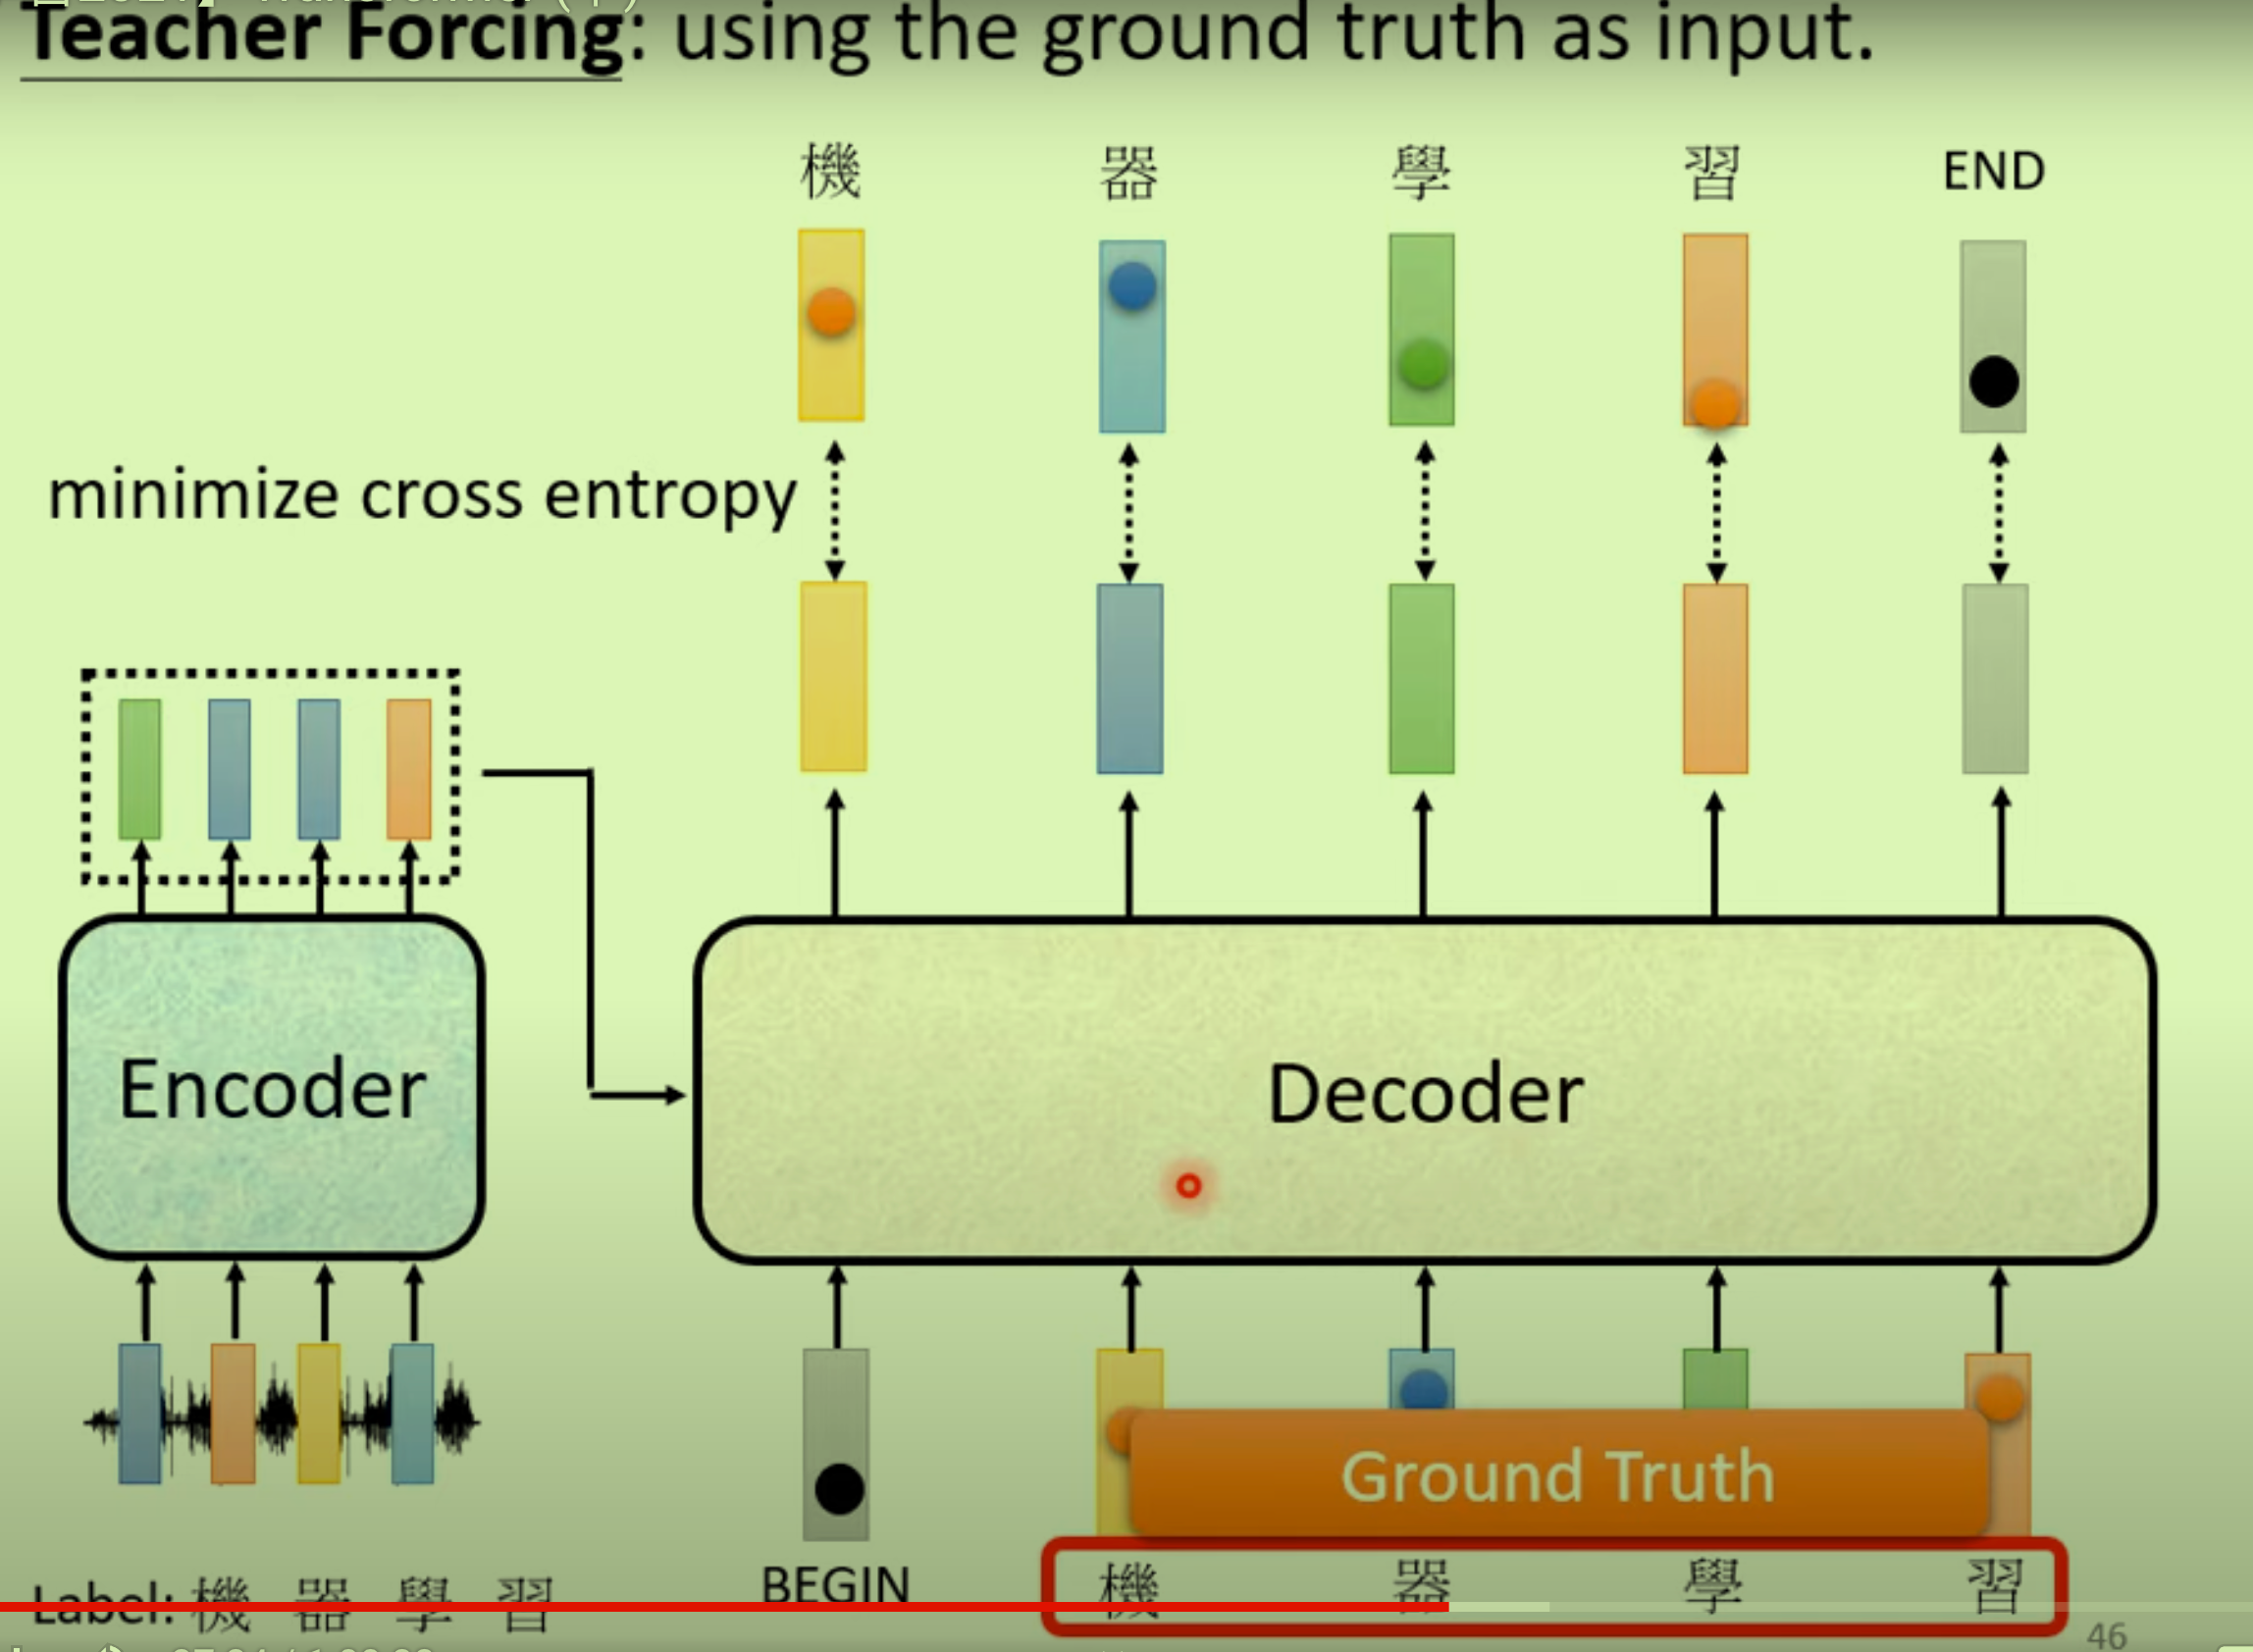 Teacher Forcing: using the ground truth as input.
機 器 學 習 END
minimize cross entropy
Encoder
Decoder
Ground Truth
BEGIN 機 器 學 習
Label: 機 器 學 習
46